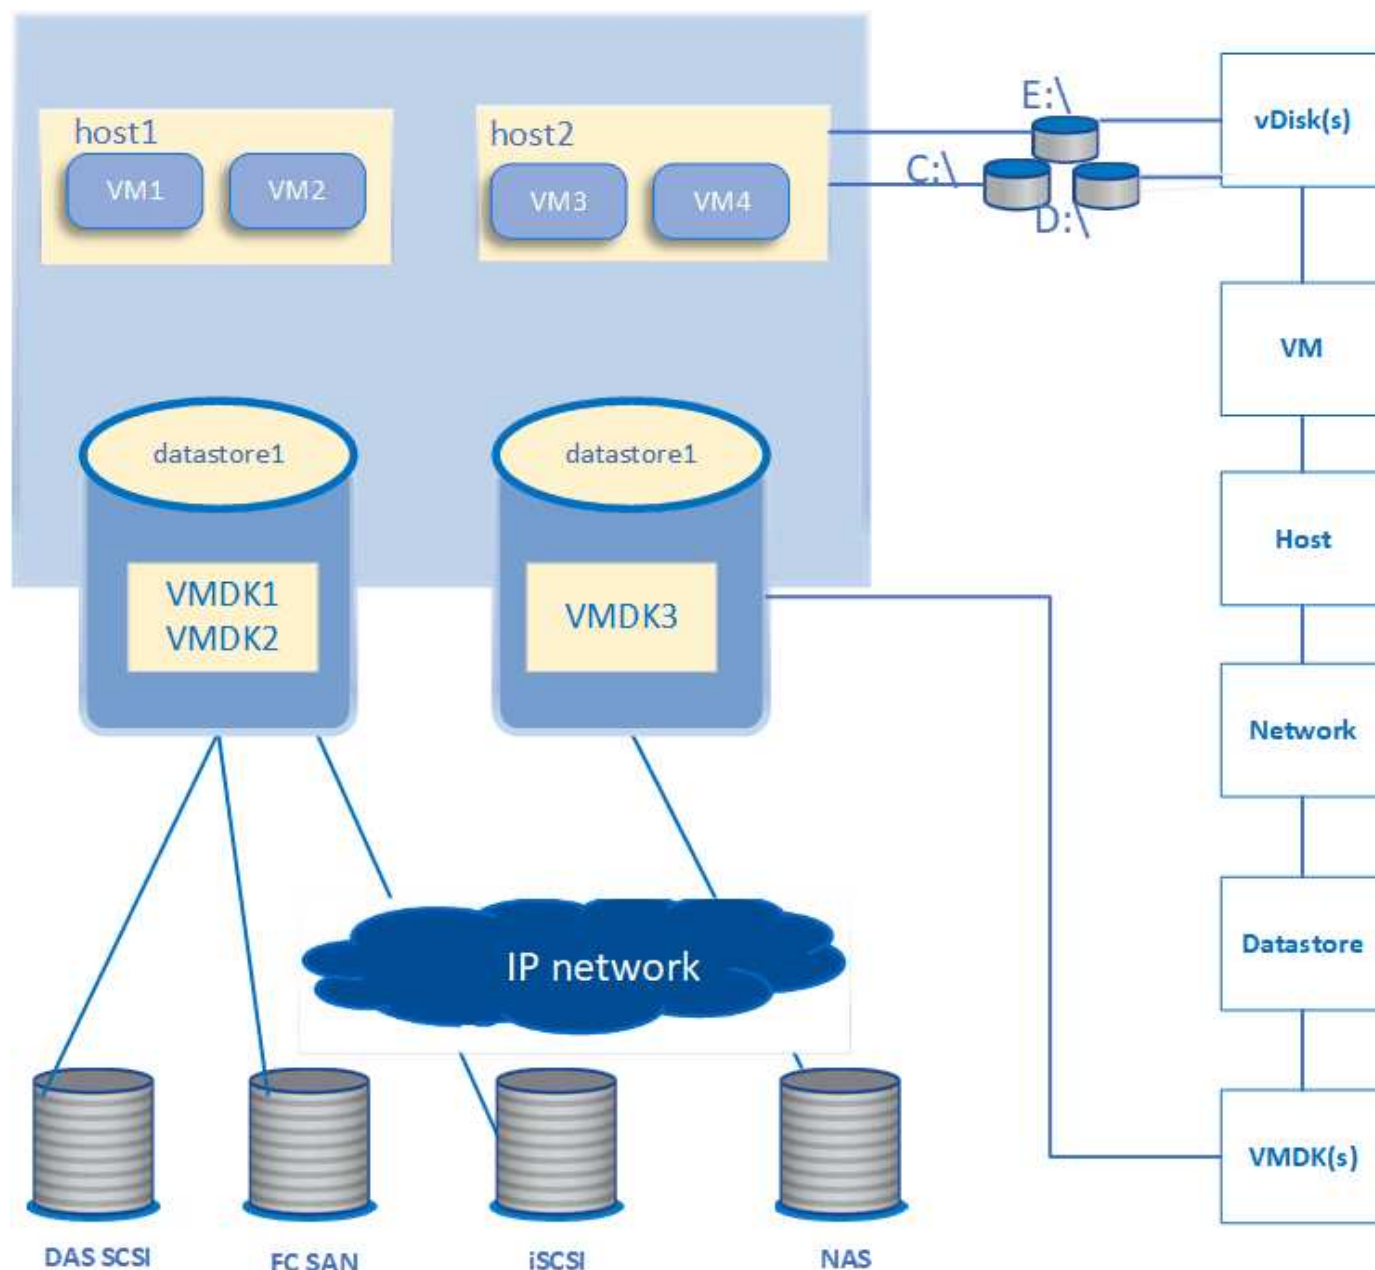 host1
VM1
VM2
host2
VM3
VM4
E:\
C:\
D:\
vDisk(s)
VM
Host
Network
Datastore
VMDK(s)
datastore1
VMDK1
VMDK2
datastore1
VMDK3
IP network
DAS SCSI
FC SAN
iSCSI
NAS